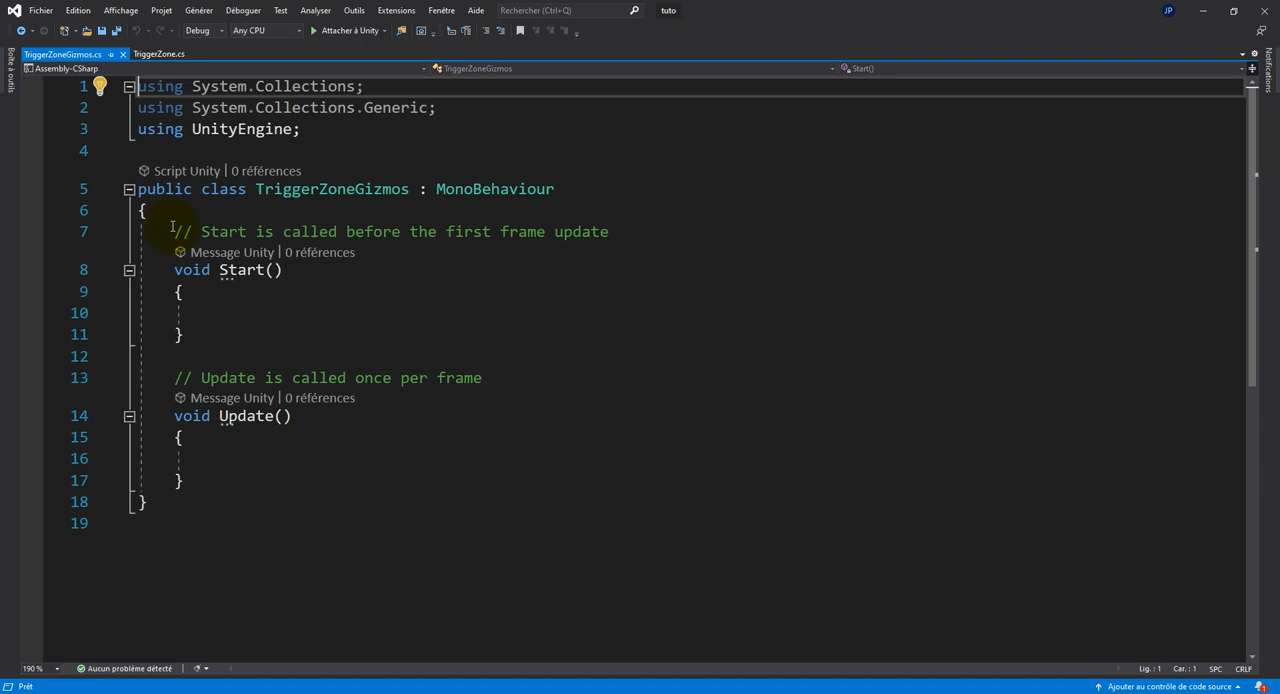 Fichier Edition Affichage Projet Générer Déboguer Test Analyser Outils Extensions Fenêtre Aide Rechercher (Ctrl+Q) tuto JP
Debug Any CPU Attacher à Unity
Boîte à outils
Notifications
TriggerZoneGizmos.cs TriggerZone.cs
Assembly-CSharp TriggerZoneGizmos Start()
1 using System.Collections;
2 using System.Collections.Generic;
3 using UnityEngine;
4
Script Unity | 0 références
5 public class TriggerZoneGizmos : MonoBehaviour
6 {
7 // Start is called before the first frame update
Message Unity | 0 références
8 void Start()
9 {
10
11 }
12
13 // Update is called once per frame
Message Unity | 0 références
14 void Update()
15 {
16
17 }
18 }
19
190 % Aucun problème détecté Lig. : 1 Car. : 1 SPC CRLF
Prêt Ajouter au contrôle de code source 1